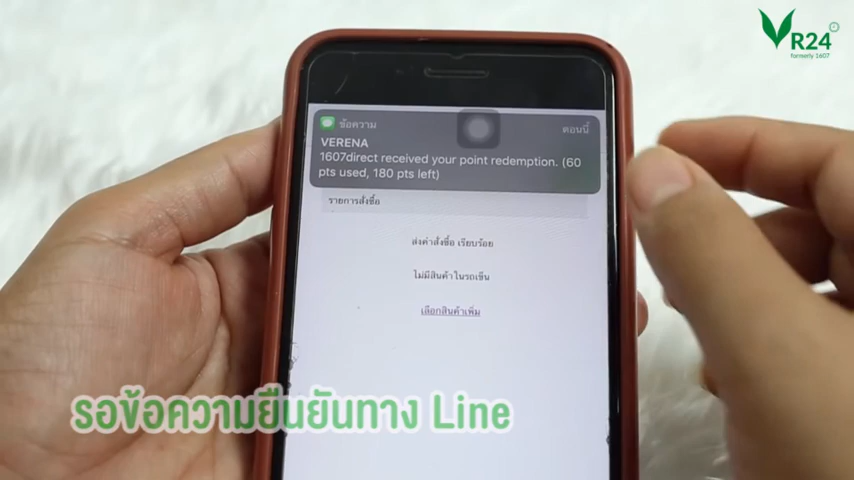 VR24
formerly 1607
ข้อความ
ตอนนี้
VERENA
1607direct received your point redemption. (60
pts used, 180 pts left)
รายการสั่งซื้อ
ส่งคำสั่งซื้อ เรียบร้อย
ไม่มีสินค้าในรถเข็น
เลือกสินค้าเพิ่ม
รอข้อความยืนยันทาง Line